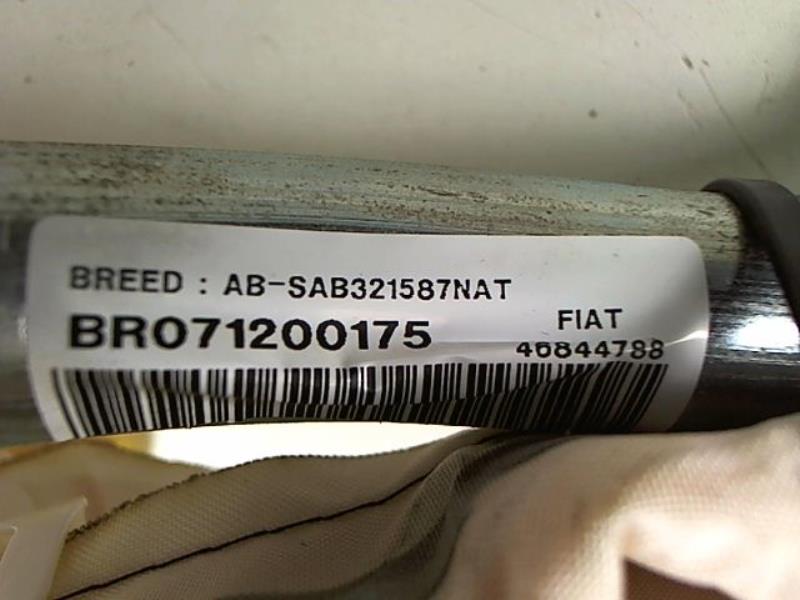 BREED : AB-SAB321587NAT
BR071200175
FIAT
46844788